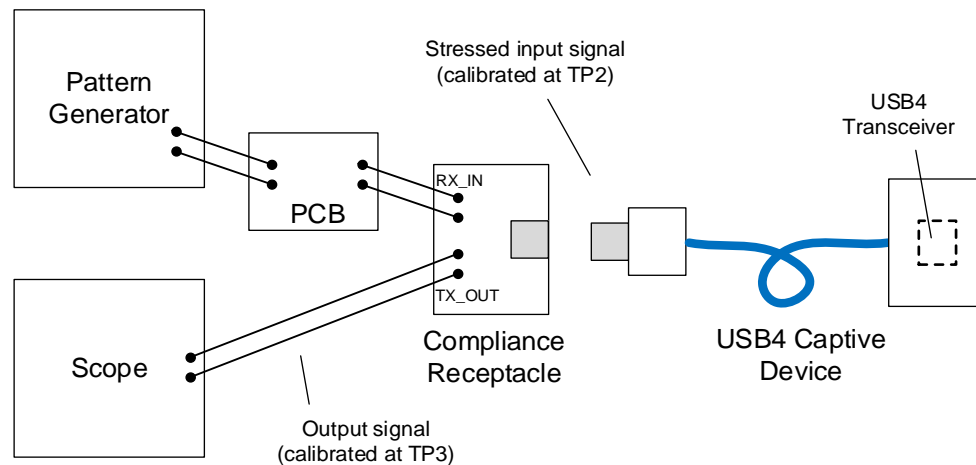 Pattern
Generator
PCB
RX_IN
TX_OUT
Compliance
Receptacle
Stressed input signal
(calibrated at TP2)
USB4
Transceiver
USB4 Captive
Device
Scope
Output signal
(calibrated at TP3)